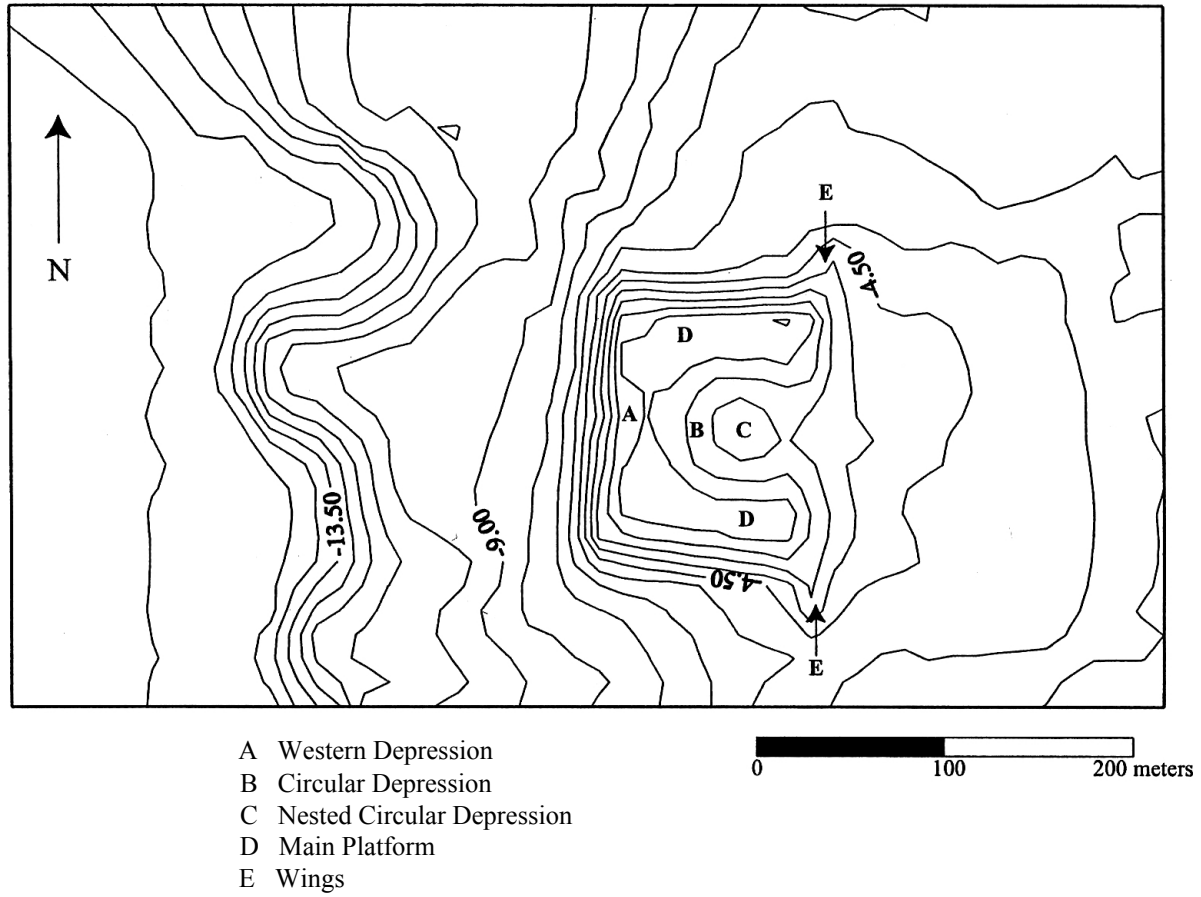 E
-4.50
N
D
A
B
C
-13.50
-9.00
D
-4.50
E
A Western Depression
B Circular Depression
C Nested Circular Depression
D Main Platform
E Wings
0 100 200 meters